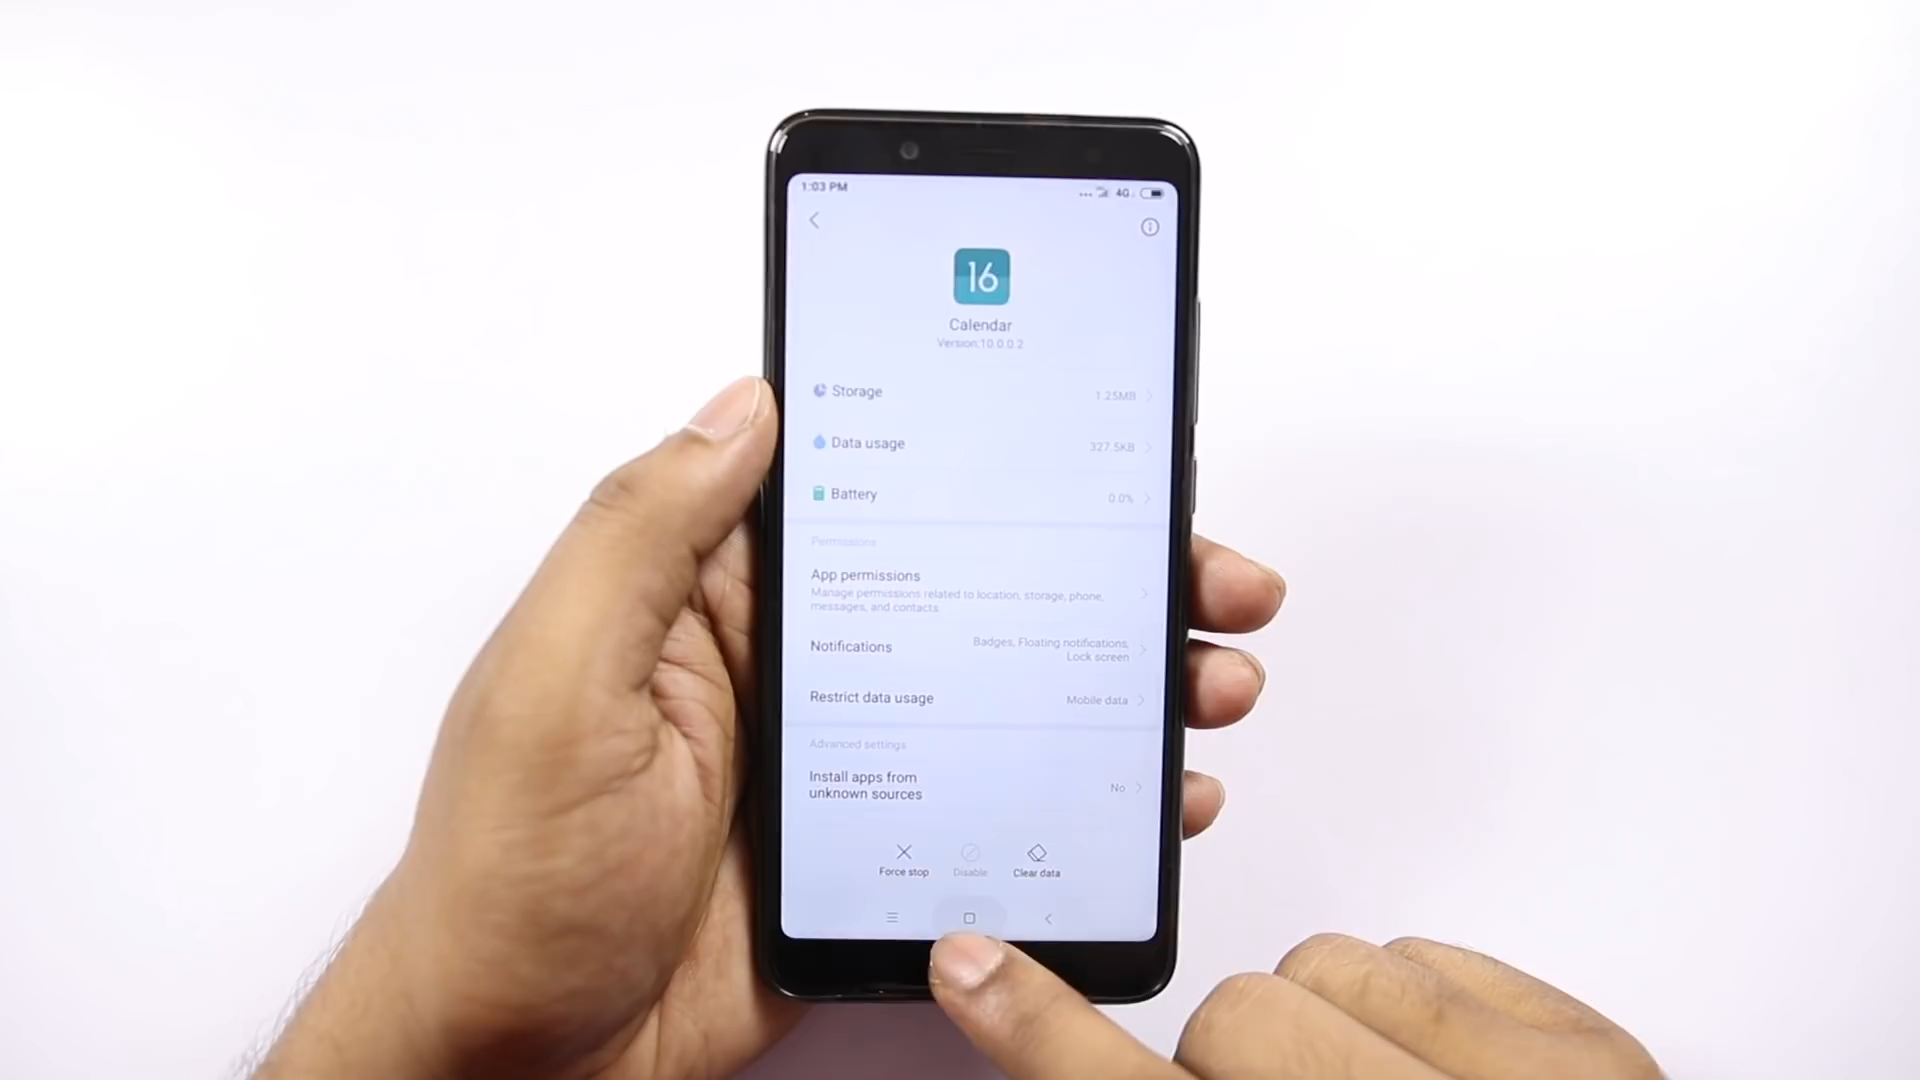 1:03 PM
4G
16
Calendar
Version:10.0.0.2
Storage 1.25MB
Data usage 327.5KB
Battery 0.0%
Permissions
App permissions
Manage permissions related to location, storage, phone,
messages, and contacts.
Notifications Badges, Floating notifications,
Lock screen
Restrict data usage Mobile data
Advanced settings
Install apps from
unknown sources No
Force stop Disable Clear data